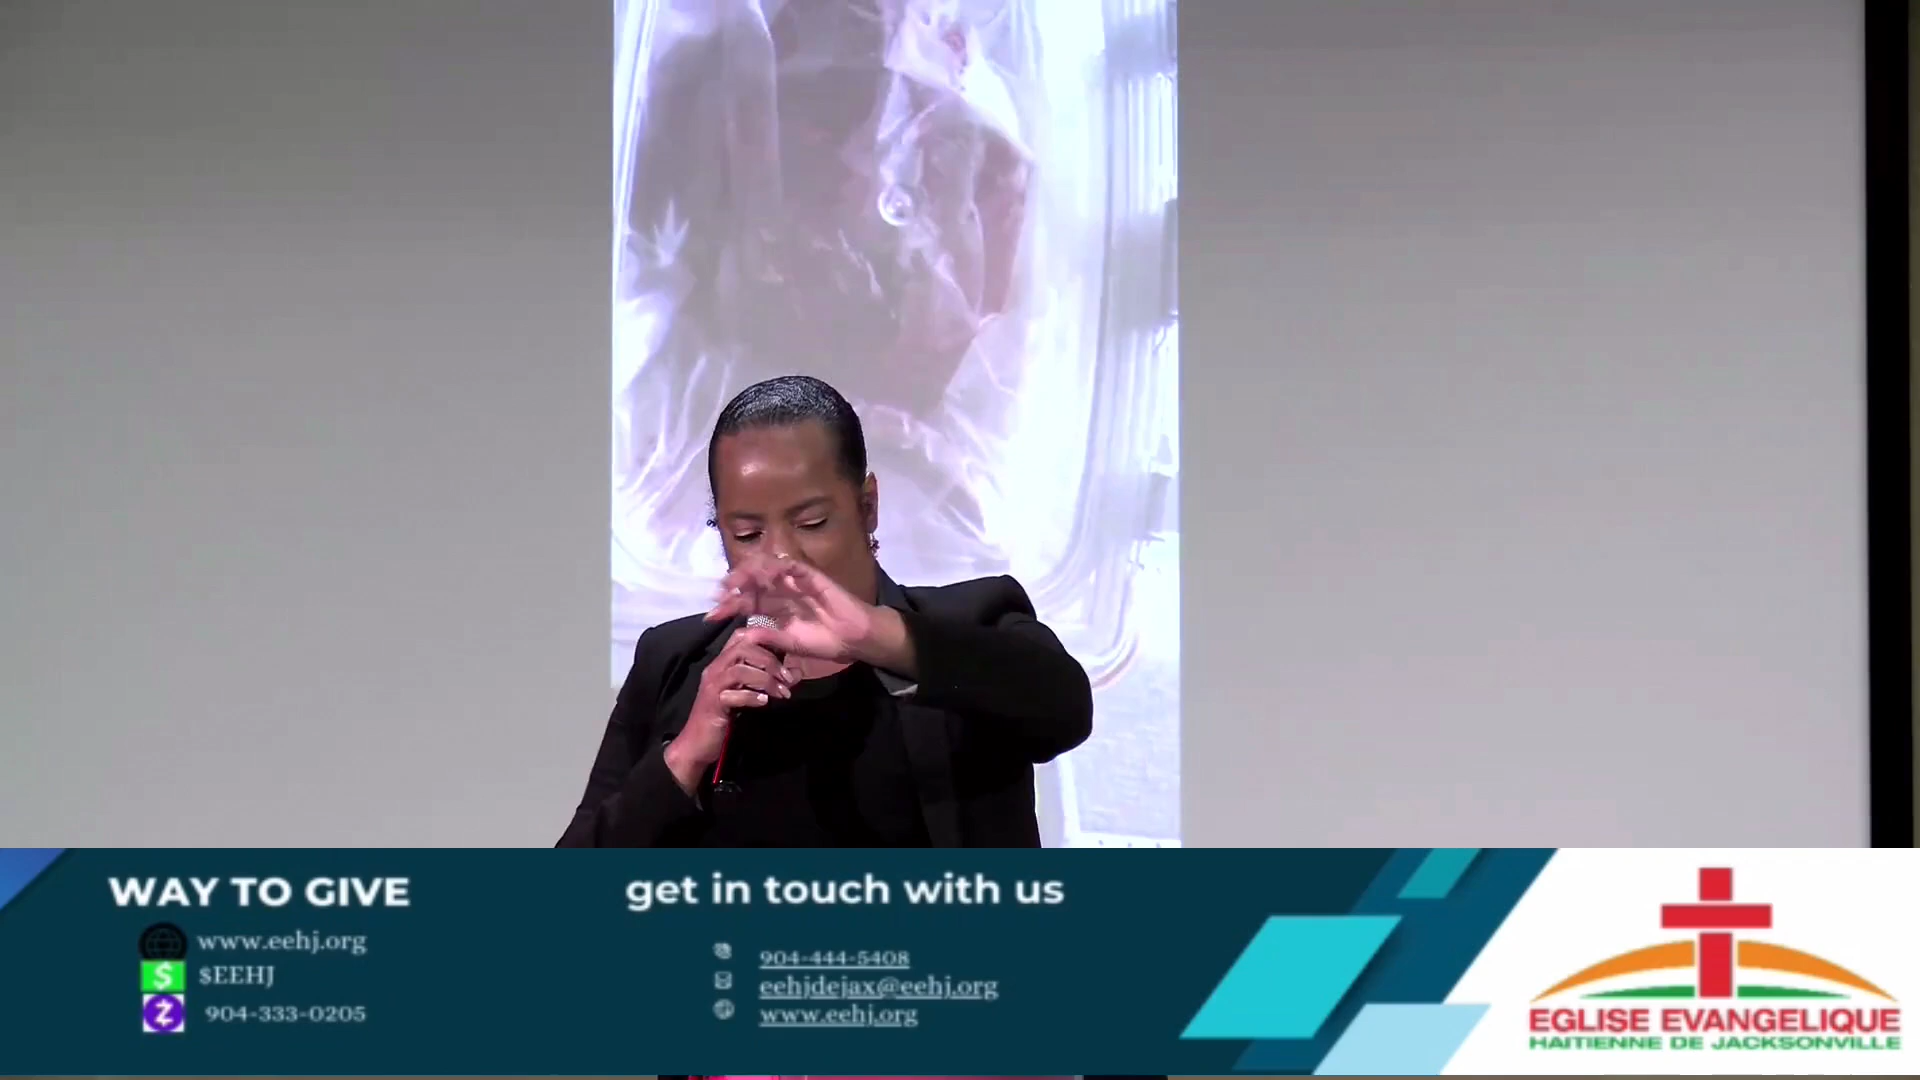 WAY TO GIVE
www.eehj.org
$EEHJ
904-333-0205
get in touch with us
904-444-5408
eehjdejax@eehj.org
www.eehj.org
EGLISE EVANGELIQUE
HAITIENNE DE JACKSONVILLE